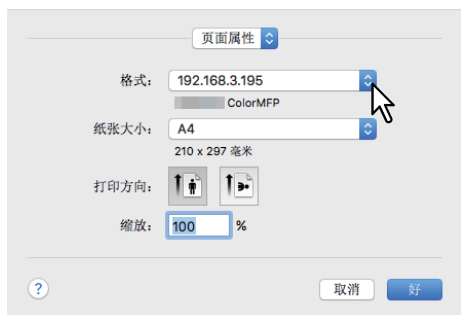 页面属性
格式： 192.168.3.195
ColorMFP
纸张大小： A4
210 x 297 毫米
打印方向：
缩放： 100 %
? 取消 好